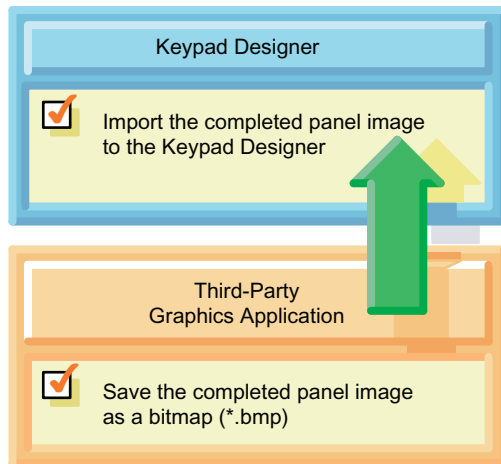 Keypad Designer
Import the completed panel image
to the Keypad Designer
Third-Party
Graphics Application
Save the completed panel image
as a bitmap (*.bmp)